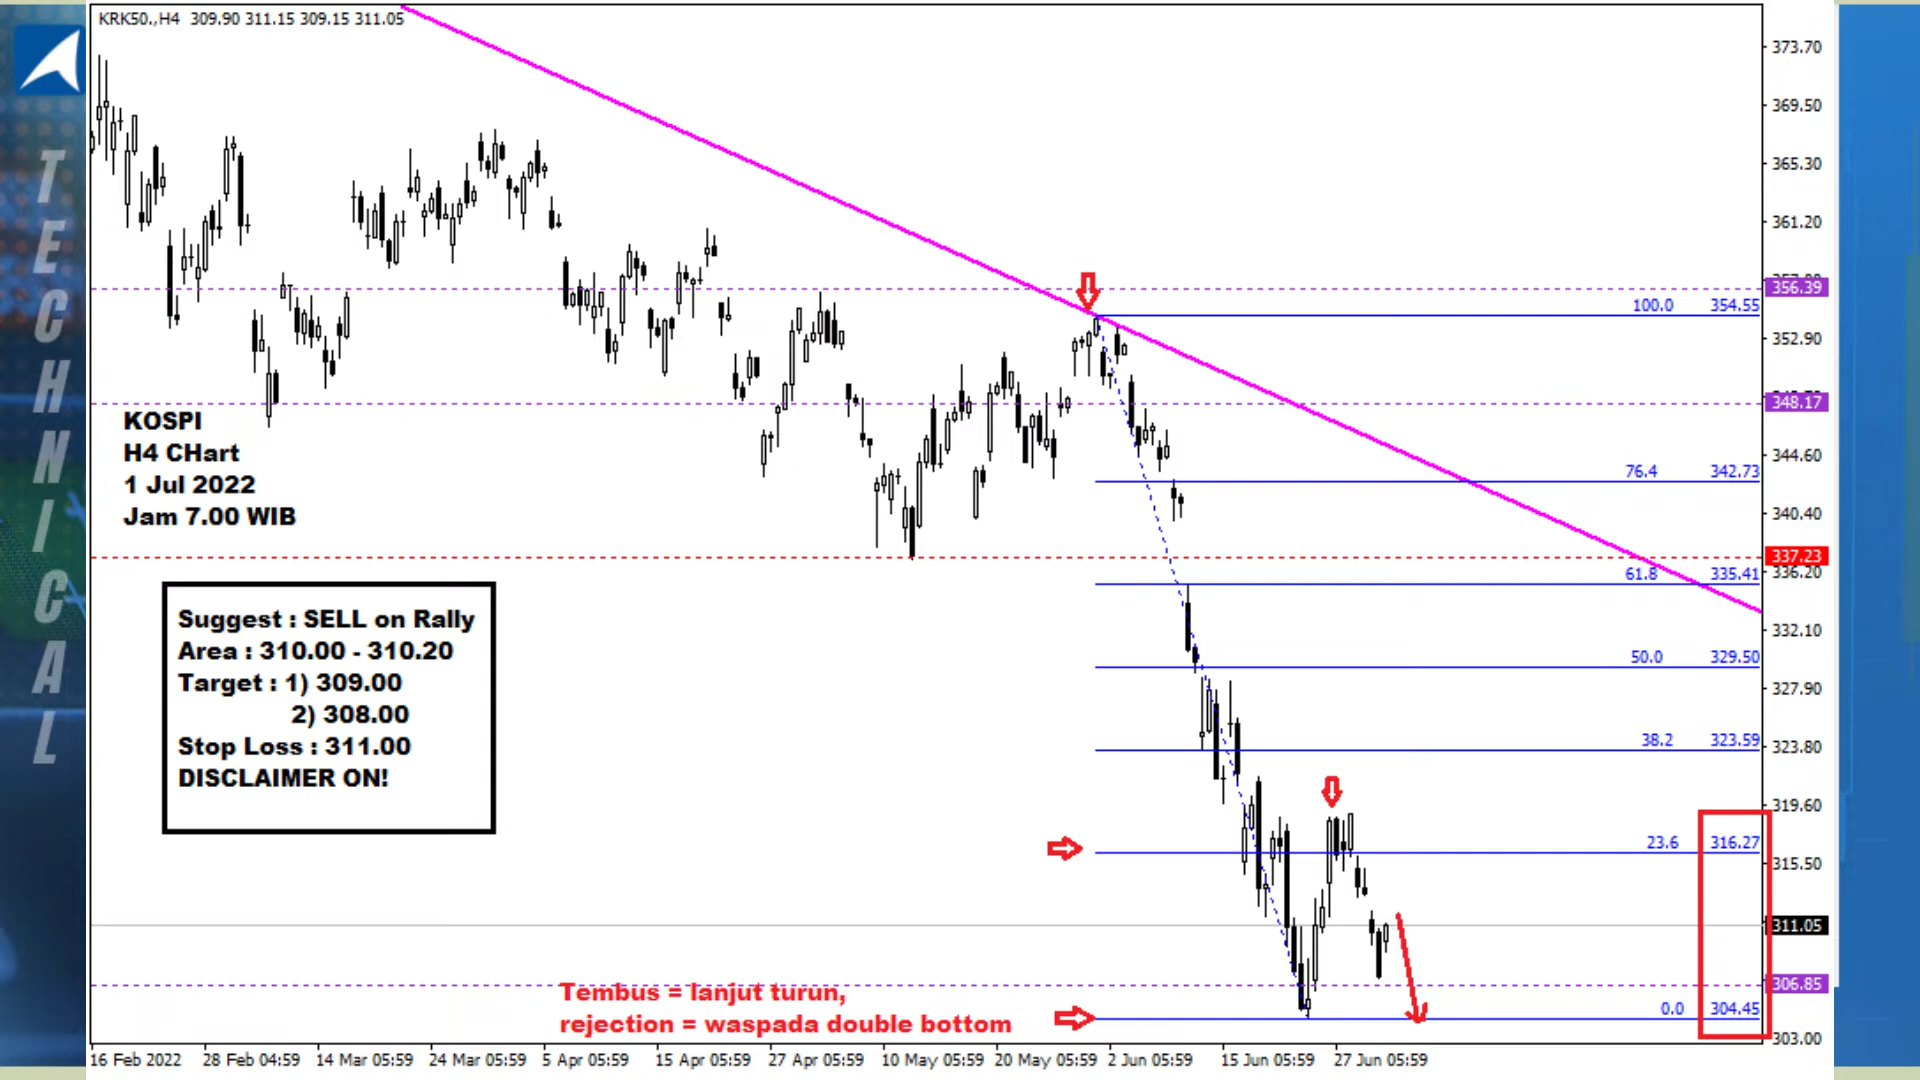 KRK50.,H4 309.90 311.15 309.15 311.05
TECHNICAL
373.70
369.50
365.30
361.20
356.39
100.0 354.55
352.90
348.17
KOSPI
H4 CHart
1 Jul 2022
Jam 7.00 WIB
344.60
76.4 342.73
340.40
337.23
336.20
61.8 335.41
Suggest : SELL on Rally
Area : 310.00 - 310.20
Target : 1) 309.00
2) 308.00
Stop Loss : 311.00
DISCLAIMER ON!
332.10
50.0 329.50
327.90
38.2 323.59
323.80
319.60
23.6 316.27
315.50
311.05
306.85
Tembus = lanjut turun,
rejection = waspada double bottom
0.0 304.45
303.00
16 Feb 2022 28 Feb 04:59 14 Mar 05:59 24 Mar 05:59 5 Apr 05:59 15 Apr 05:59 27 Apr 05:59 10 May 05:59 20 May 05:59 2 Jun 05:59 15 Jun 05:59 27 Jun 05:59